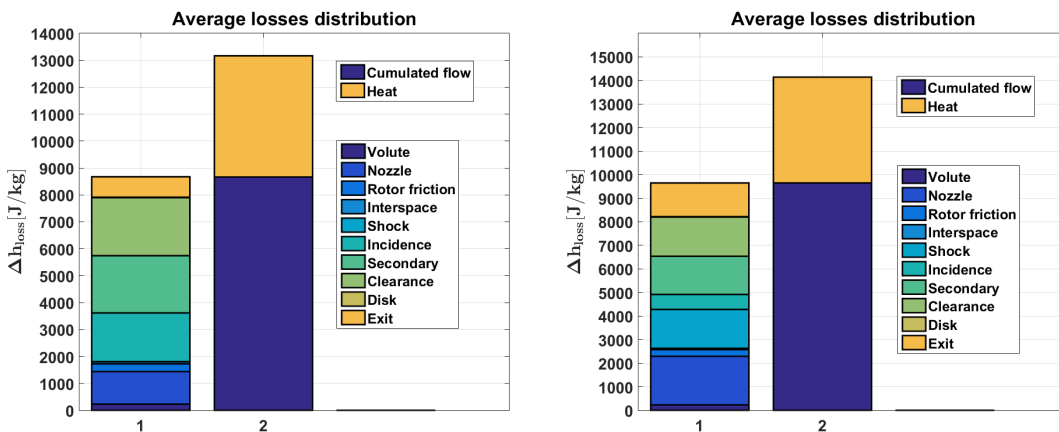 Average losses distribution
14000
13000
12000
11000
10000
9000
8000
7000
6000
5000
4000
3000
2000
1000
0
Δh_loss[J/kg]
1
2
Cumulated flow
Heat
Volute
Nozzle
Rotor friction
Interspace
Shock
Incidence
Secondary
Clearance
Disk
Exit
Average losses distribution
15000
14000
13000
12000
11000
10000
9000
8000
7000
6000
5000
4000
3000
2000
1000
0
Δh_loss[J/kg]
1
2
Cumulated flow
Heat
Volute
Nozzle
Rotor friction
Interspace
Shock
Incidence
Secondary
Clearance
Disk
Exit